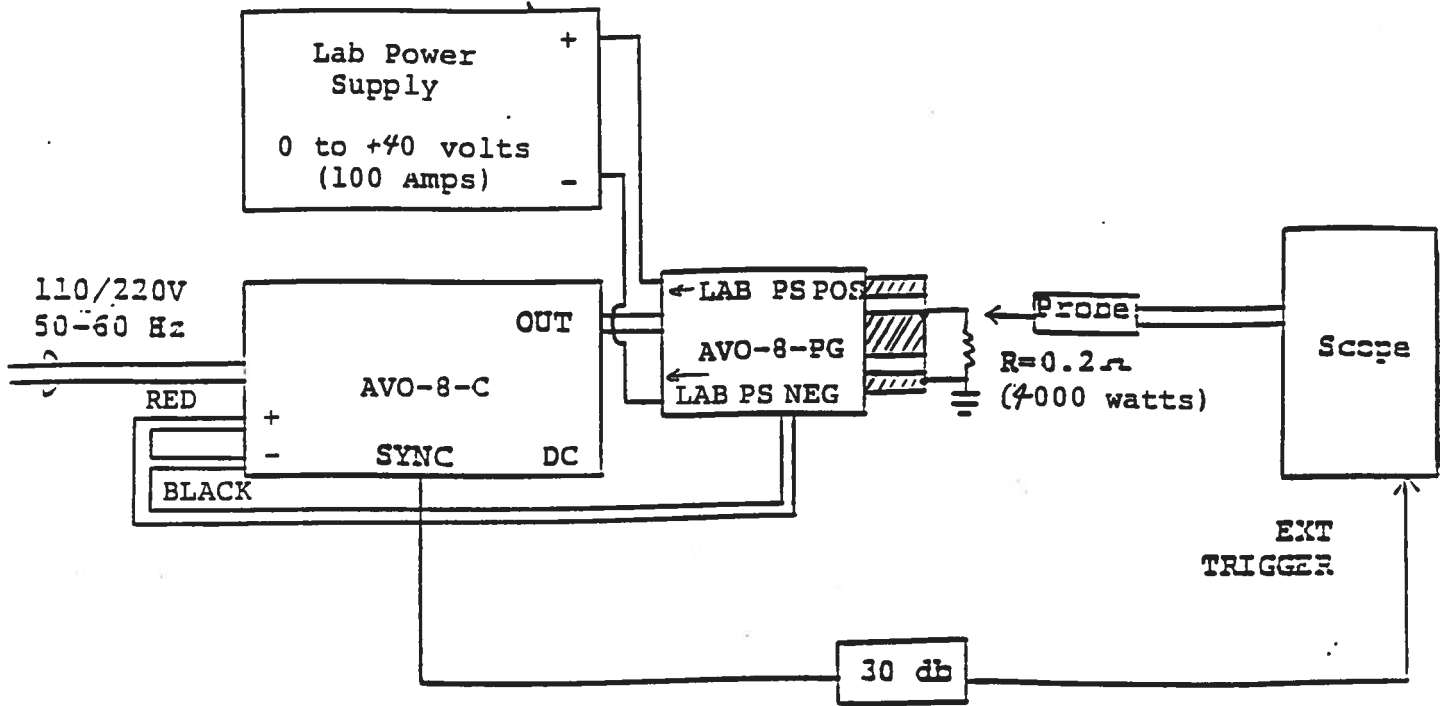 Lab Power
Supply
0 to +40 volts
(100 Amps)
+
-
110/220V
50-60 Hz
RED
+
-
BLACK
OUT
AVO-8-C
SYNC
DC
LAB PS POS
AVO-8-PG
LAB PS NEG
R=0.2Ω
(4000 watts)
Probe
Scope
EXT
TRIGGER
30 db